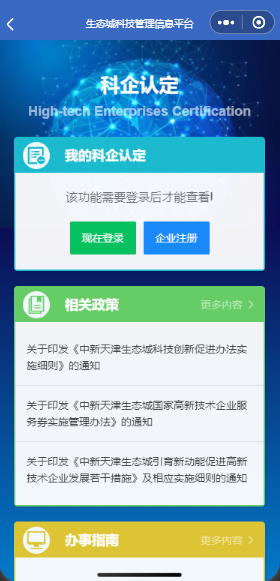 生态城科技管理信息平台
科企认定
High-tech Enterprises Certification
我的科企认定
该功能需要登录后才能查看!
现在登录
企业注册
相关政策
更多内容
关于印发《中新天津生态城科技创新促进办法实
施细则》的通知
关于印发《中新天津生态城国家高新技术企业服
务券实施管理办法》的通知
关于印发《中新天津生态城引育新动能促进高新
技术企业发展若干措施》及相应实施细则的通知
办事指南
更多内容